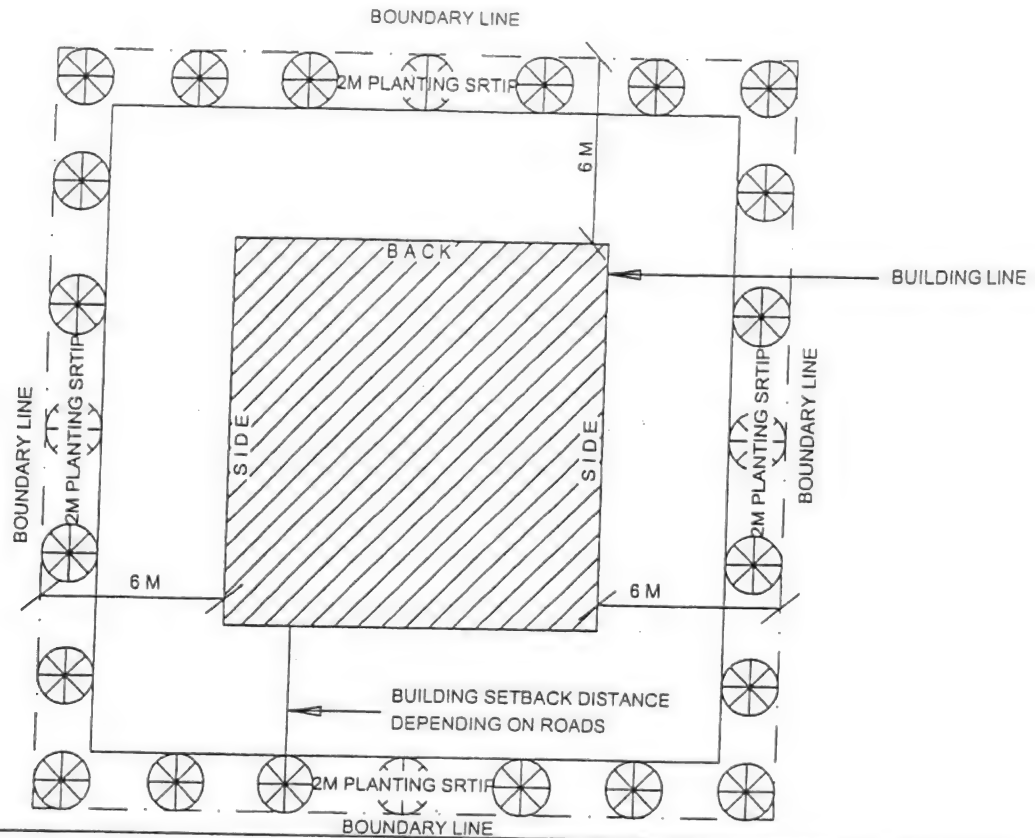 BOUNDARY LINE
2M PLANTING SRTIP
6 M
BACK
BUILDING LINE
BOUNDARY LINE
2M PLANTING SRTIP
SIDE
SIDE
2M PLANTING SRTIP
BOUNDARY LINE
6 M
6 M
BUILDING SETBACK DISTANCE
DEPENDING ON ROADS
2M PLANTING SRTIP
BOUNDARY LINE